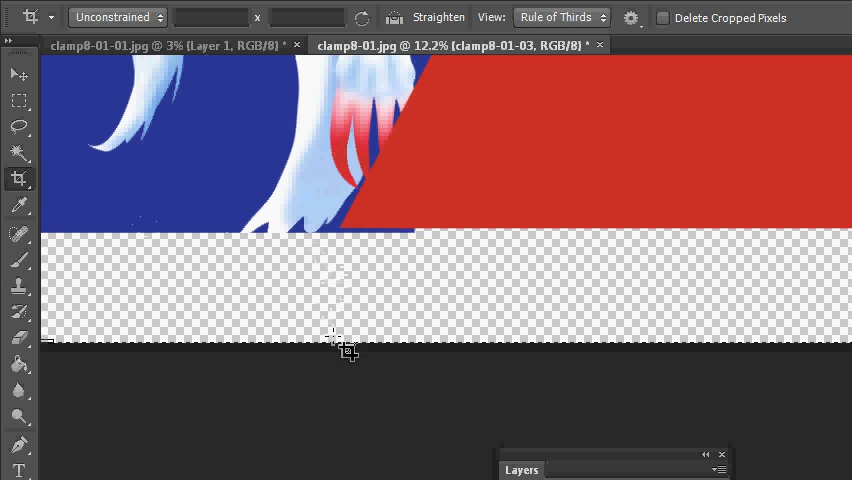 Unconstrained x Straighten View: Rule of Thirds Delete Cropped Pixels
clamp8-01-01.jpg @ 3% (Layer 1, RGB/8) * × clamp8-01.jpg @ 12.2% (clamp8-01-03, RGB/8) * ×
T
Layers